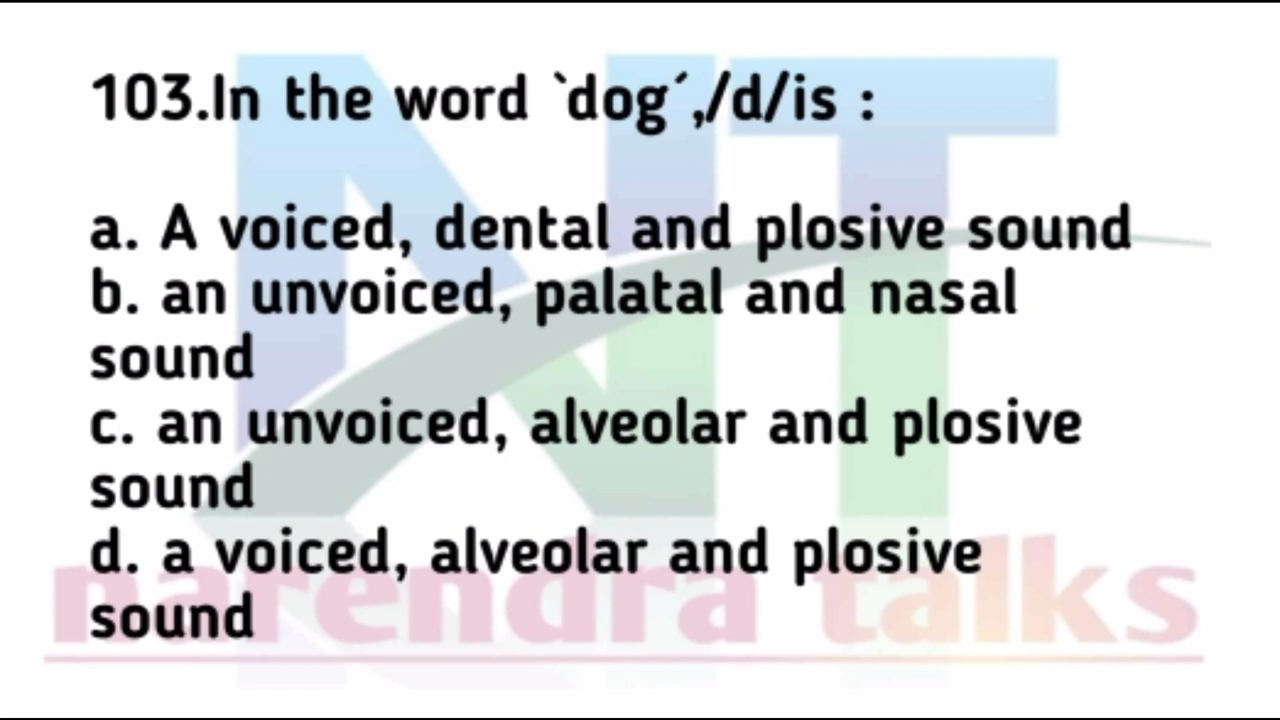 103.In the word `dog´,/d/is :
a. A voiced, dental and plosive sound
b. an unvoiced, palatal and nasal
sound
c. an unvoiced, alveolar and plosive
sound
d. a voiced, alveolar and plosive
sound
NT
narendra talks